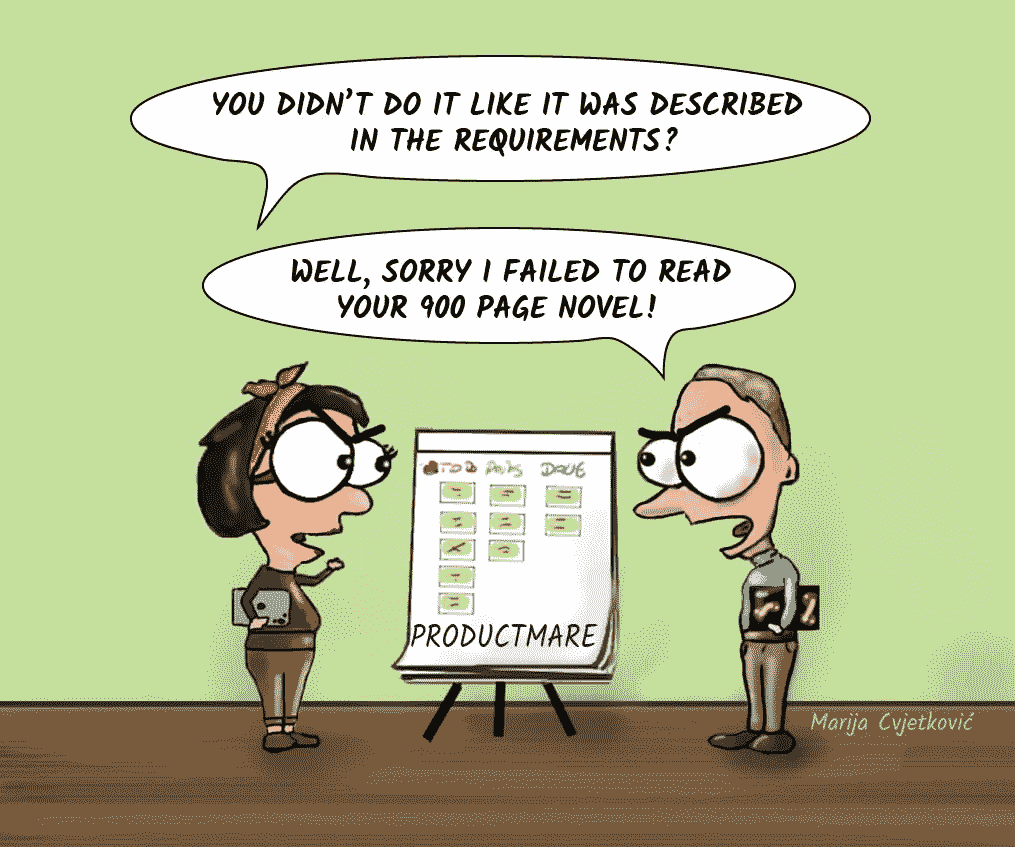 YOU DIDN'T DO IT LIKE IT WAS DESCRIBED
IN THE REQUIREMENTS?
WELL, SORRY I FAILED TO READ
YOUR 900 PAGE NOVEL!
PRODUCTMARE
Marija Cvjetković